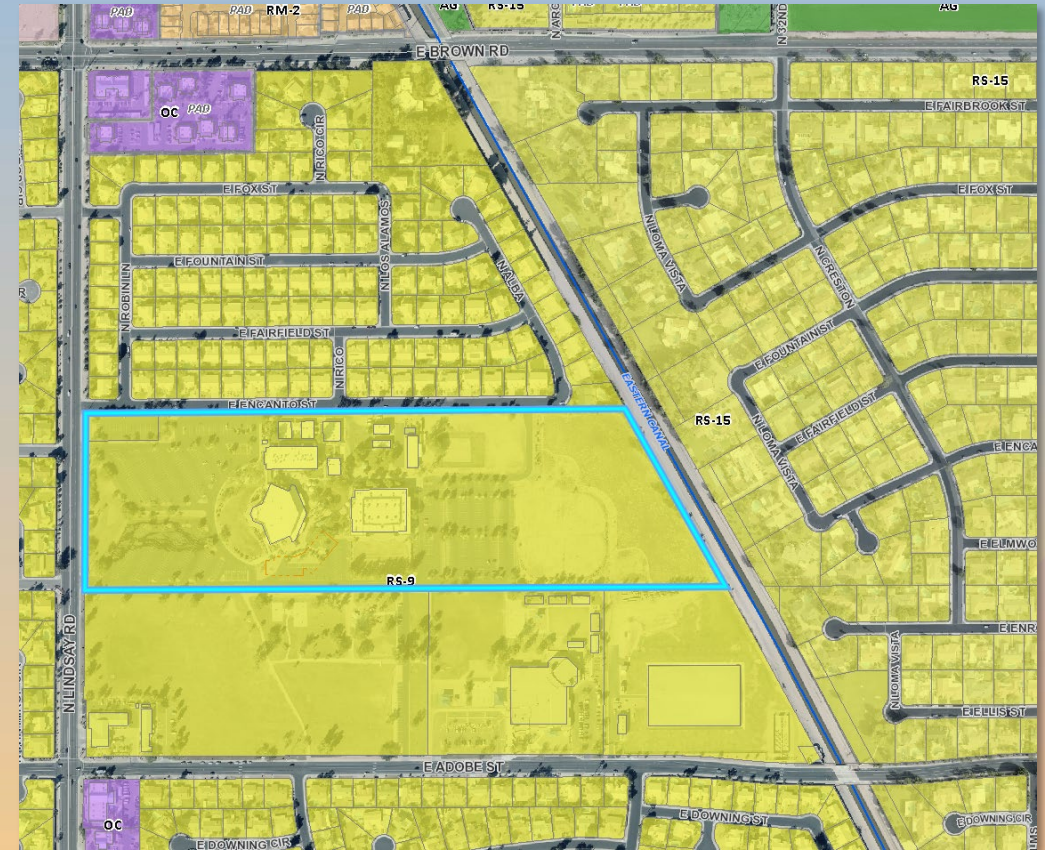 PAD
RM-2
PAD
PAD
AG
RS-15
AG
N 32ND
E BROWN RD
RS-15
E FAIRBROOK ST
OC
PAD
N RICO CIR
E FOX ST
E FOX ST
N LOS ALAMOS
N LOMA VISTA
E FOUNTAIN ST
N ALBA
N CRESTON
N ROBIN LN
E FAIRFIELD ST
E FOUNTAIN ST
N RICO
E ENCANTO ST
EASTERN CANAL
RS-15
E FAIRFIELD ST
N LOMA VISTA
E ENCA
E ELMWO
RS-9
N LINDSAY RD
E ENR
N LOMA VISTA
E ELLIS ST
E ADOBE ST
OC
E DOWNING ST
E DOWNING CIR
E DOWNING CIR